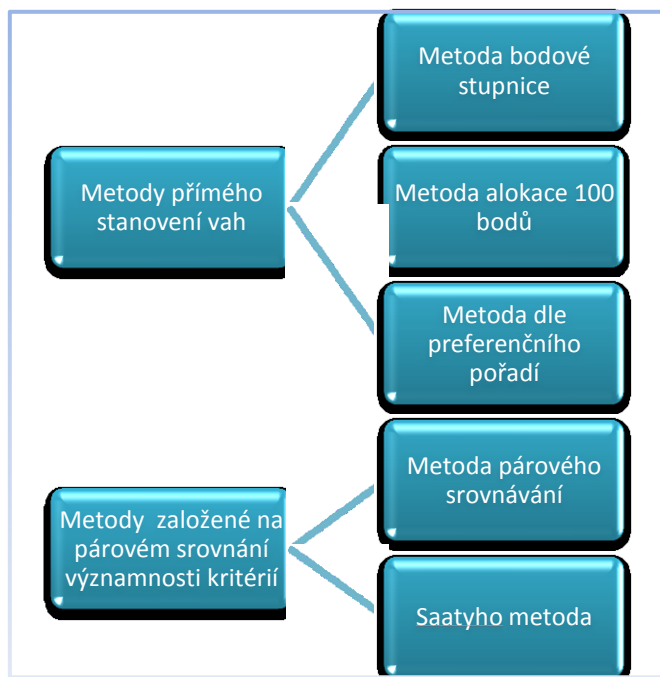 Metody přímého
stanovení vah
Metoda bodové
stupnice
Metoda alokace 100
bodů
Metoda dle
preferenčního
pořadí
Metody založené na
párovém srovnání
významnosti kritérií
Metoda párového
srovnávání
Saatyho metoda